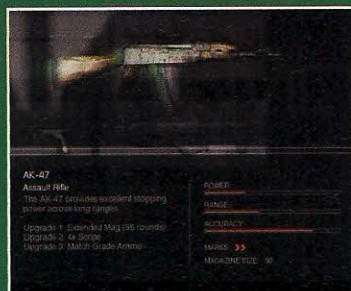 AK-47
Assault Rifle
The AK-47 provides excellent stopping
power across long ranges.
Upgrade 1: Extended Mag (55 rounds)
Upgrade 2: 4x Scope
Upgrade 3: Match Grade Ammo
POWER
RANGE
ACCURACY
MARKS
MAGAZINE SIZE